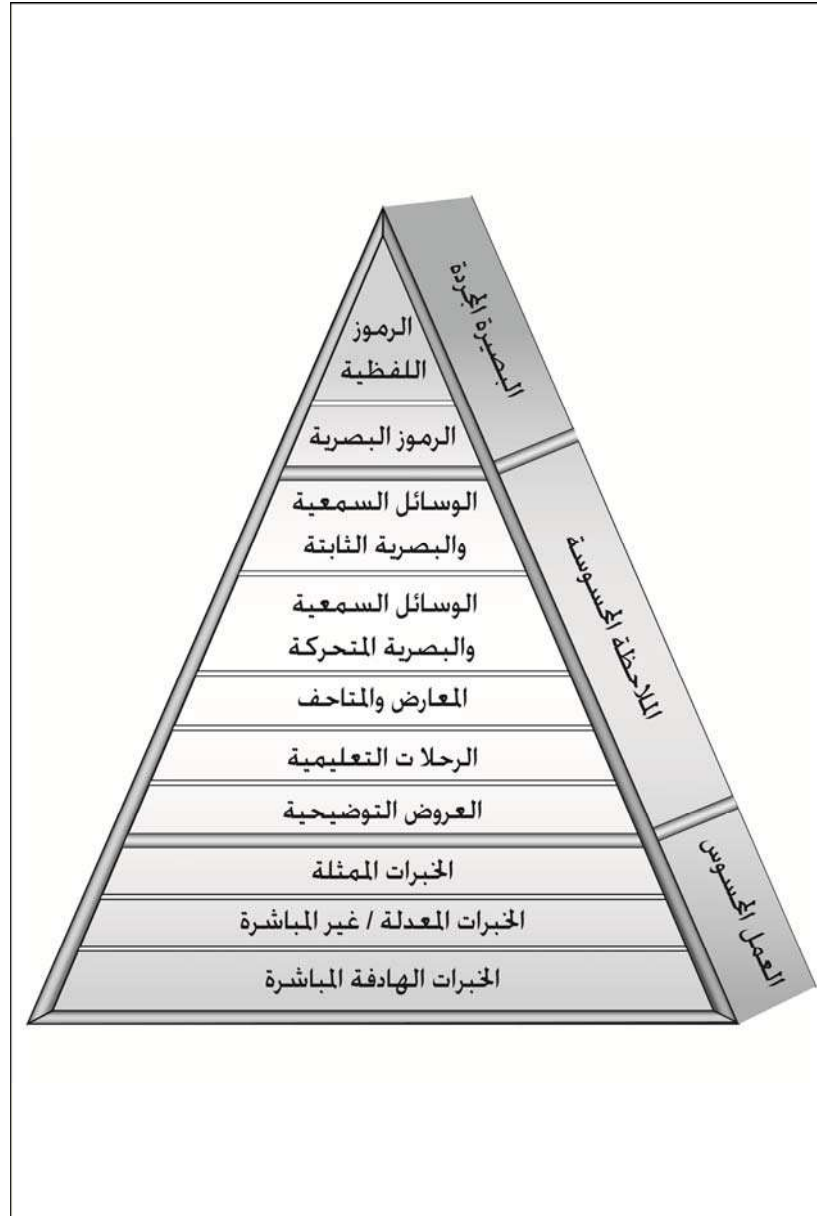 الرموز
اللفظية
الرموز البصرية
الوسائل السمعية
والبصرية الثابتة
الوسائل السمعية
والبصرية المتحركة
المعارض والمتاحف
الرحلات التعليمية
العروض التوضيحية
الخبرات الممثلة
الخبرات المعدلة / غير المباشرة
الخبرات الهادفة المباشرة
البصيرة المجردة
الملاحظة المحسوسة
العمل المحسوس